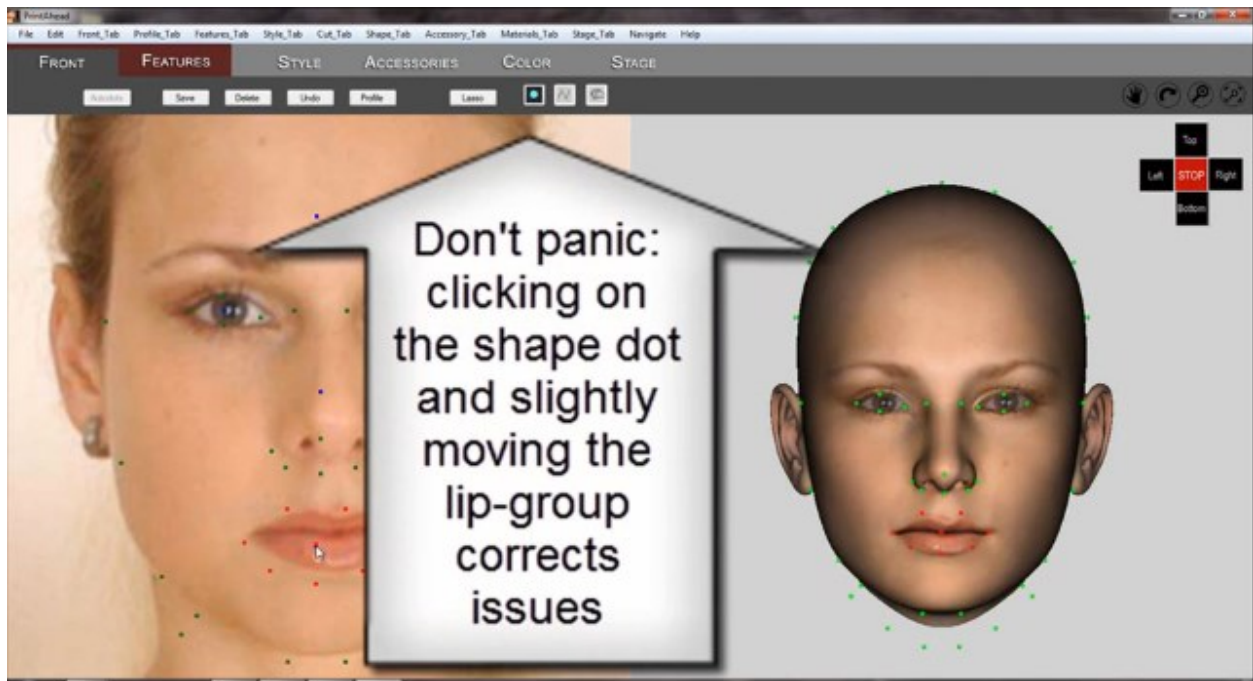 PrintAhead
File Edit Front_Tab Profile_Tab Features_Tab Style_Tab Cut_Tab Shape_Tab Accessory_Tab Materials_Tab Stage_Tab Navigate Help
FRONT FEATURES STYLE ACCESSORIES COLOR STAGE
Save Delete Undo Profile Lasso
Top
Left STOP Right
Bottom
Don't panic:
clicking on
the shape dot
and slightly
moving the
lip-group
corrects
issues